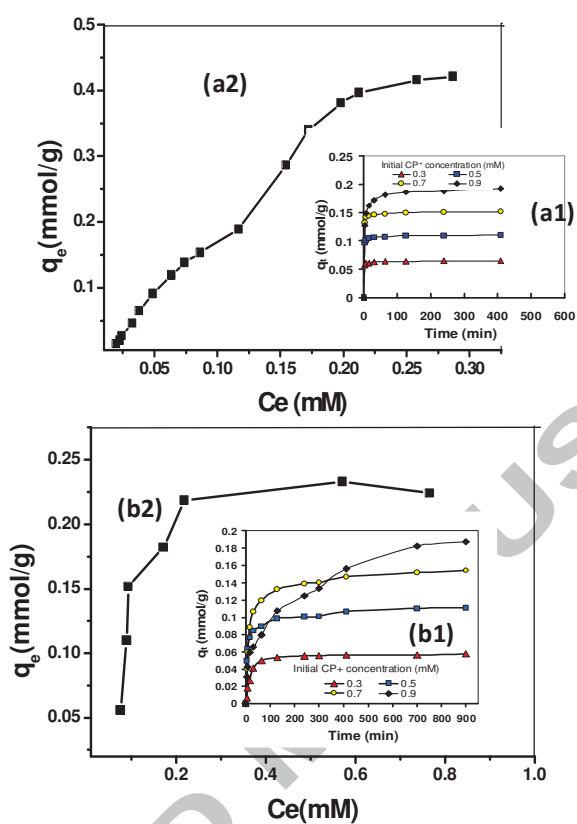 0.5
0.4
0.3
0.2
0.1
qe(mmol/g)
(a2)
0.05 0.10 0.15 0.20 0.25 0.30
Ce (mM)
Initial CP⁺ concentration (mM)
0.3 0.5
0.7 0.9
0.25
0.2
0.15
0.1
0.05
0
qt (mmol/g)
(a1)
0 100 200 300 400 500 600
Time (min)
0.25
0.20
0.15
0.10
0.05
qe(mmol/g)
(b2)
0.2 0.4 0.6 0.8 1.0
Ce(mM)
0.2
0.18
0.16
0.14
0.12
0.1
0.08
0.06
0.04
0.02
0
qt (mmol/g)
(b1)
Initial CP+ concentration (mM)
0.3 0.5
0.7 0.9
0 100 200 300 400 500 600 700 800 900
Time (min)